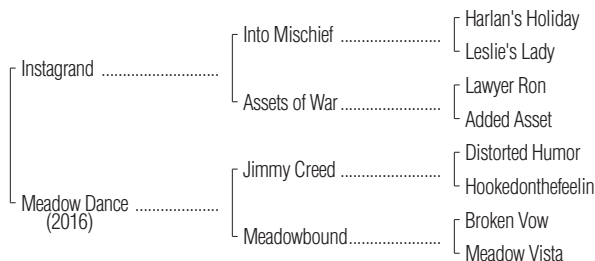 Harlan's Holiday
Into Mischief ........................
Leslie's Lady
Instagrand ............................
Lawyer Ron
Assets of War ........................
Added Asset
Distorted Humor
Jimmy Creed ........................
Hookedonthefeelin
Meadow Dance ....................
(2016)
Broken Vow
Meadowbound......................
Meadow Vista